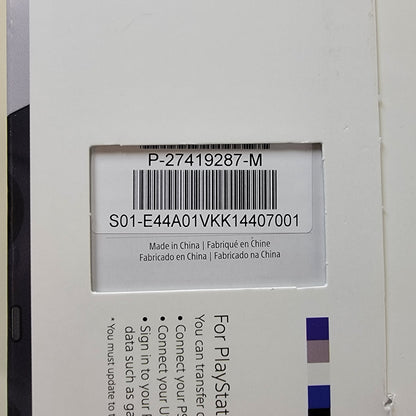 P-27419287-M
S01-E44A01VKK14407001
Made in China | Fabriqué en Chine
Fabricado en China | Fabricado na China
For PlayStat
You can transfer d
• Connect your PS
• Connect your U
• Sign in to your P
data such as ga
* You must update to t